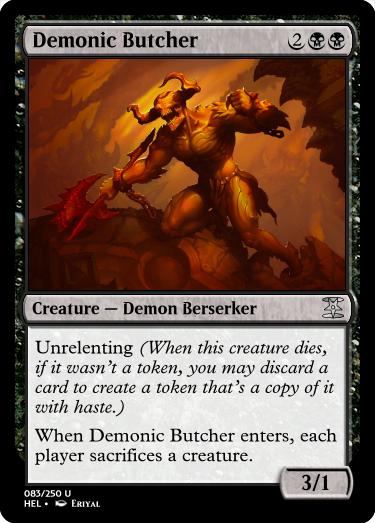 Demonic Butcher 2
Creature — Demon Berserker
Unrelenting (When this creature dies,
if it wasn't a token, you may discard a
card to create a token that's a copy of it
with haste.)
When Demonic Butcher enters, each
player sacrifices a creature.
3/1
083/250 U
HEL • Eriyal